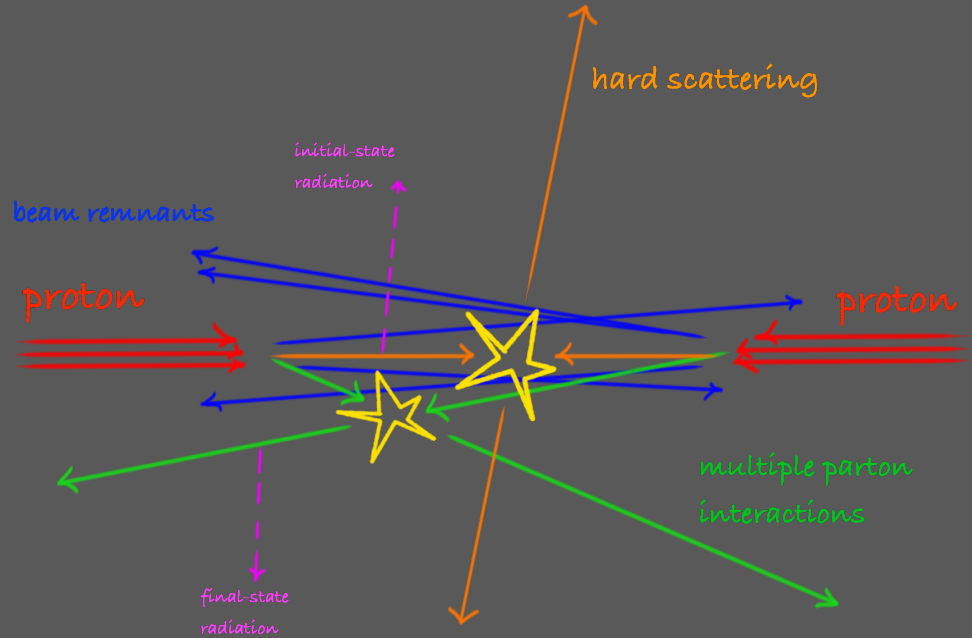 hard scattering
initial-state
radiation
beam remnants
proton
proton
multiple parton
interactions
final-state
radiation